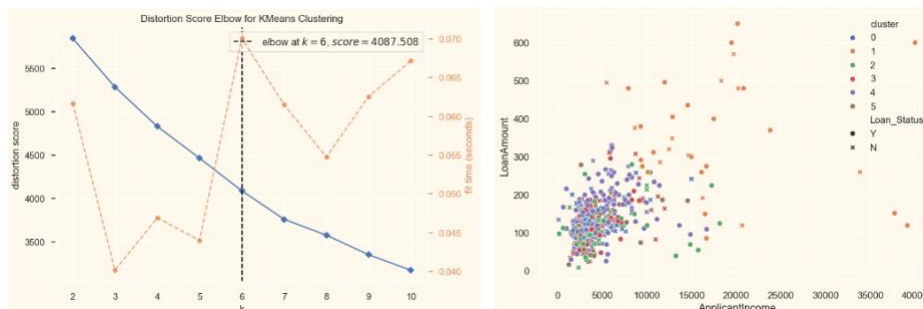 Distortion Score Elbow for KMeans Clustering
elbow at k = 6, score = 4087.508
distortion score
5500
5000
4500
4000
3500
2 3 4 5 6 7 8 9 10
k
0.070
0.065
0.060
0.055
0.050
0.045
0.040
fit time (seconds)
LoanAmount
600
500
400
300
200
100
0
0 5000 10000 15000 20000 25000 30000 35000 4000
ApplicantIncome
cluster
0
1
2
3
4
5
Loan_Status
Y
N